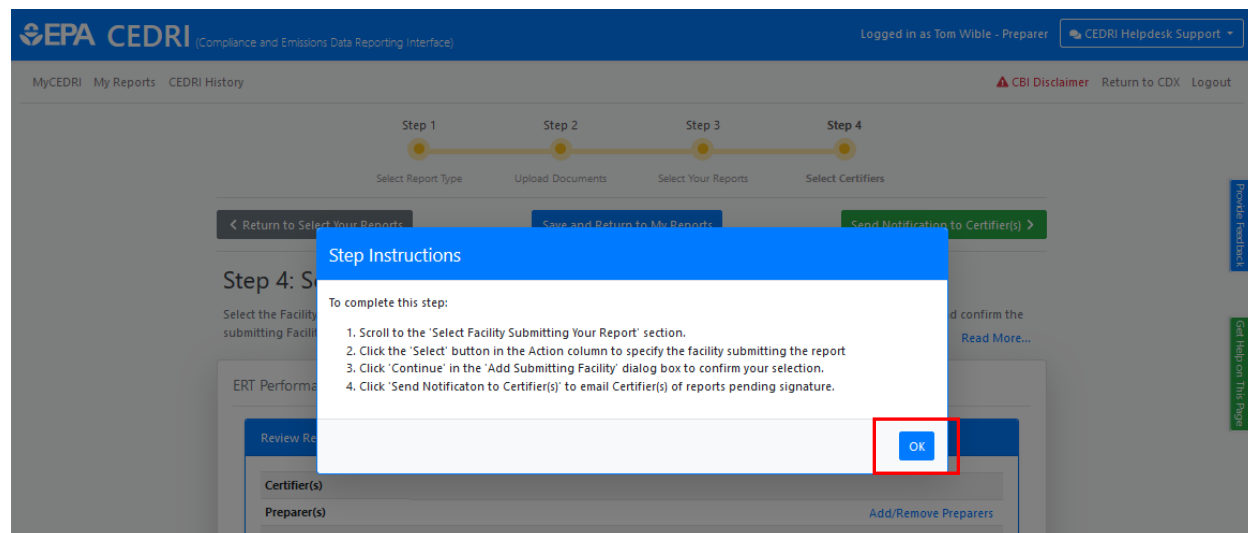 EPA CEDRI (Compliance and Emissions Data Reporting Interface)
Logged in as Tom Wible - Preparer
CEDRI Helpdesk Support
MyCEDRI My Reports CEDRI History
CBI Disclaimer Return to CDX Logout
Step 1 Step 2 Step 3 Step 4
Select Report Type Upload Documents Select Your Reports Select Certifiers
Return to Select Your Reports
Save and Return to My Reports
Send Notification to Certifier(s)
Step Instructions
Step 4: S
Select the Facility
d confirm the
submitting Facili
Read More...
To complete this step:
1. Scroll to the 'Select Facility Submitting Your Report' section.
2. Click the 'Select' button in the Action column to specify the facility submitting the report
3. Click 'Continue' in the 'Add Submitting Facility' dialog box to confirm your selection.
4. Click 'Send Notificaton to Certifier(s)' to email Certifier(s) of reports pending signature.
OK
ERT Performa
Review Re
Certifier(s)
Preparer(s)
Add/Remove Preparers
Provide Feedback
Get Help on This Page